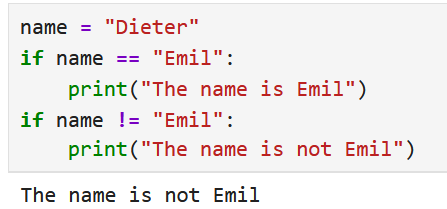 name = "Dieter"
if name == "Emil":
    print("The name is Emil")
if name != "Emil":
    print("The name is not Emil")
The name is not Emil